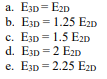 a. E3D = E2D
b. E3D = 1.25 E2D
c. E3D = 1.5 E2D
d. E3D = 2 E2D
e. E3D = 2.25 E2D